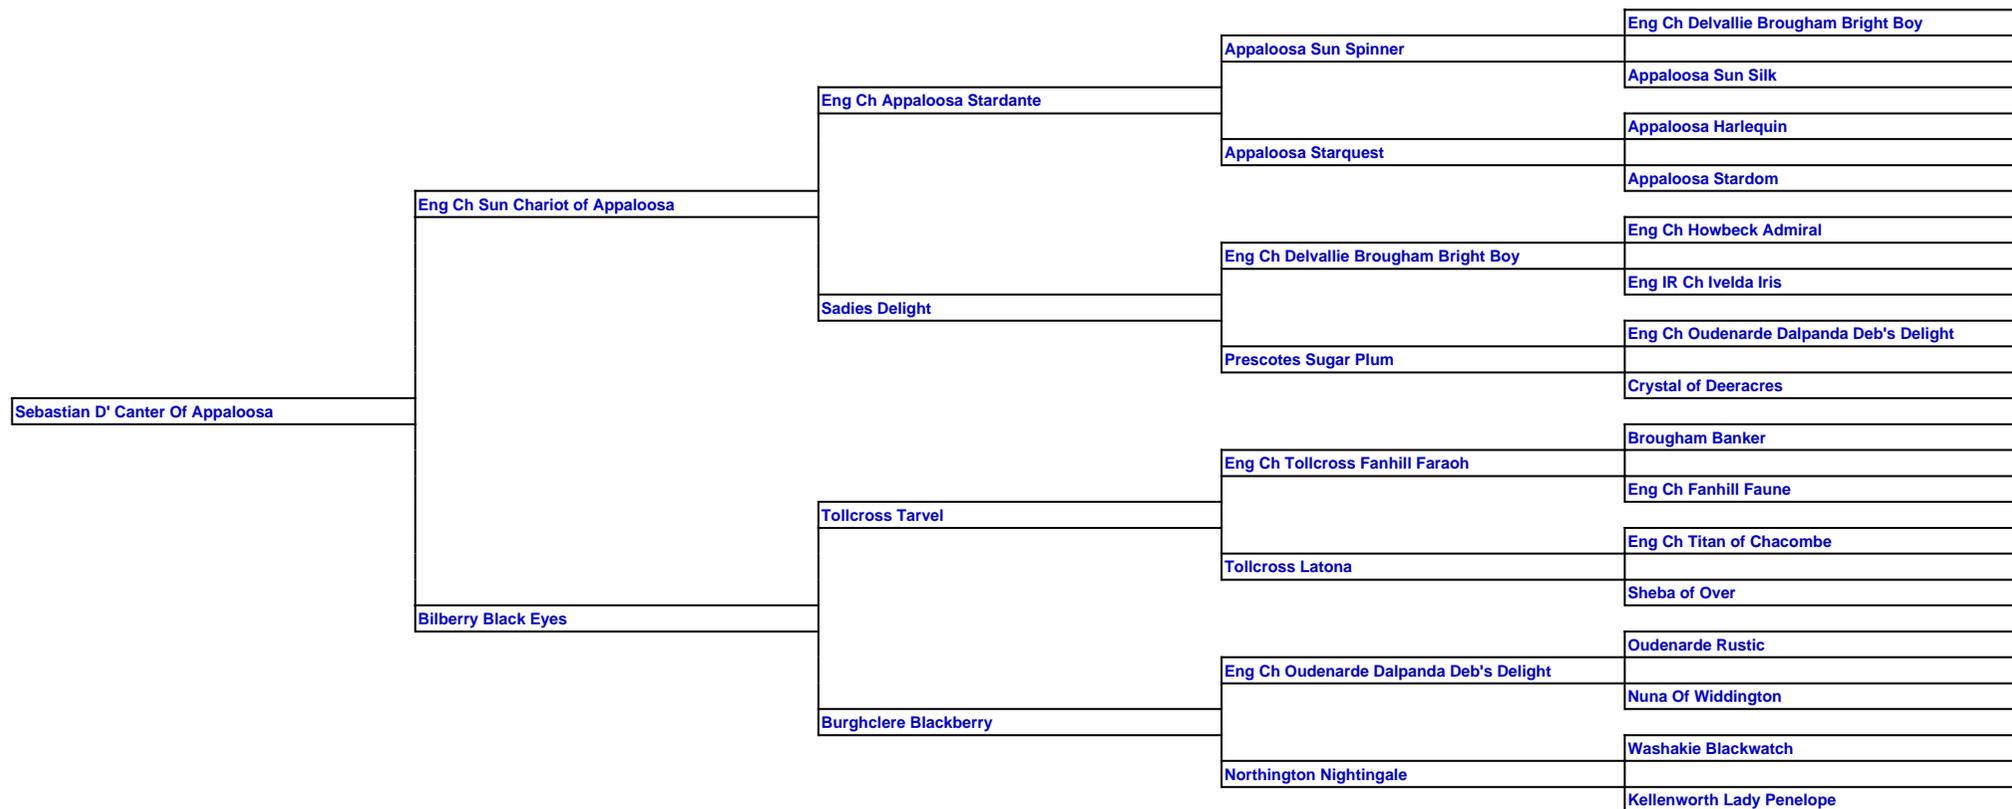 Eng Ch Delvallie Brougham Bright Boy
Appaloosa Sun Spinner
Appaloosa Sun Silk
Eng Ch Appaloosa Stardante
Appaloosa Harlequin
Appaloosa Starquest
Appaloosa Stardom
Eng Ch Sun Chariot of Appaloosa
Eng Ch Howbeck Admiral
Eng Ch Delvallie Brougham Bright Boy
Eng IR Ch Ivelda Iris
Sadies Delight
Eng Ch Oudenarde Dalpanda Deb's Delight
Prescotes Sugar Plum
Crystal of Deeracres
Sebastian D' Canter Of Appaloosa
Brougham Banker
Eng Ch Tollcross Fanhill Faraoh
Eng Ch Fanhill Faune
Tollcross Tarvel
Eng Ch Titan of Chacombe
Tollcross Latona
Sheba of Over
Bilberry Black Eyes
Oudenarde Rustic
Eng Ch Oudenarde Dalpanda Deb's Delight
Nuna Of Widdington
Burghclere Blackberry
Washakie Blackwatch
Northington Nightingale
Kellenworth Lady Penelope